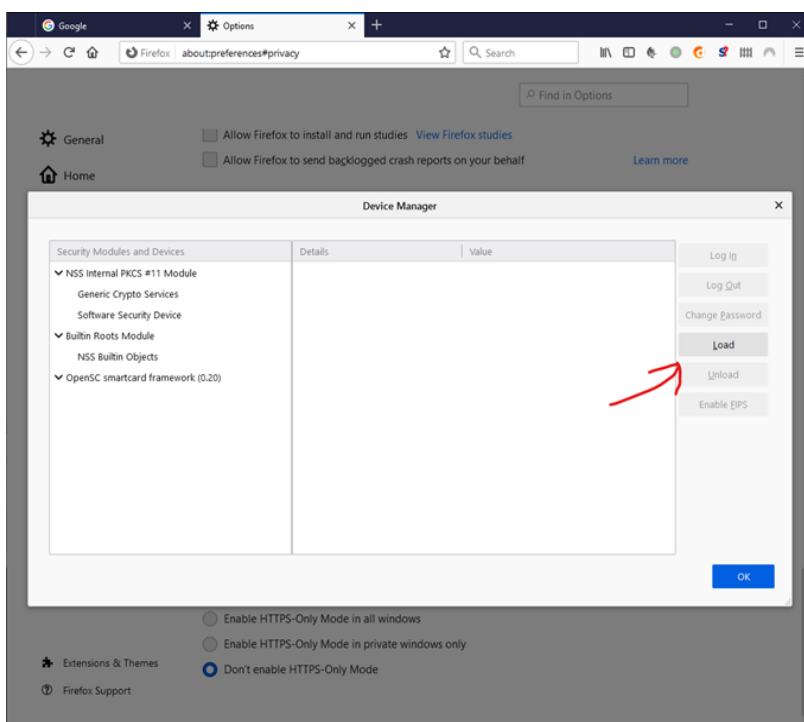 Google
Options
Firefox about:preferences#privacy
Search
Find in Options
General
Allow Firefox to install and run studies View Firefox studies
Allow Firefox to send backlogged crash reports on your behalf Learn more
Home
Device Manager
Security Modules and Devices Details Value
Log In
NSS Internal PKCS #11 Module
Generic Crypto Services
Log Out
Software Security Device
Change Password
Builtin Roots Module
Load
NSS Builtin Objects
OpenSC smartcard framework (0.20)
Unload
Enable FIPS
OK
Enable HTTPS-Only Mode in all windows
Enable HTTPS-Only Mode in private windows only
Extensions & Themes
Don't enable HTTPS-Only Mode
Firefox Support